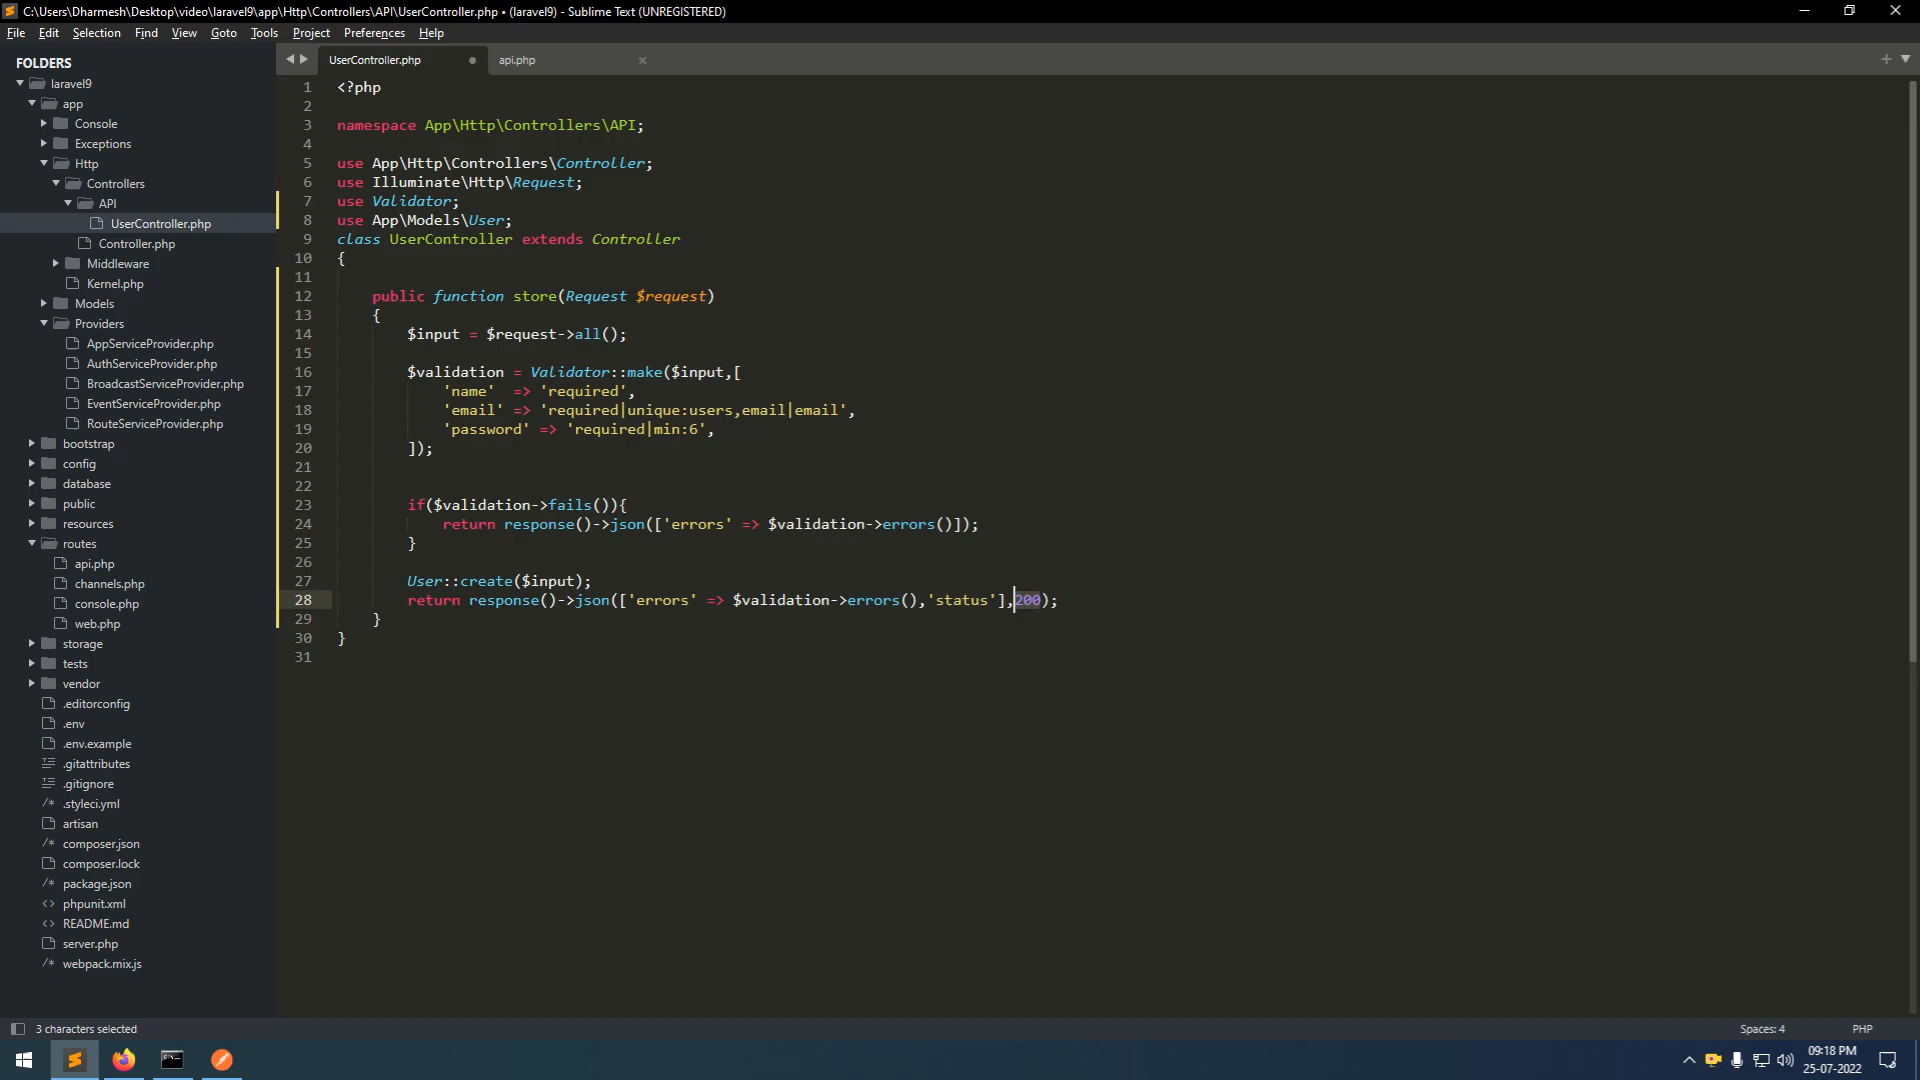 C:\Users\Dharmesh\Desktop\video\laravel9\app\Http\Controllers\API\UserController.php • (laravel9) - Sublime Text (UNREGISTERED)
File Edit Selection Find View Goto Tools Project Preferences Help
FOLDERS
laravel9
app
Console
Exceptions
Http
Controllers
API
UserController.php
Controller.php
Middleware
Kernel.php
Models
Providers
AppServiceProvider.php
AuthServiceProvider.php
BroadcastServiceProvider.php
EventServiceProvider.php
RouteServiceProvider.php
bootstrap
config
database
public
resources
routes
api.php
channels.php
console.php
web.php
storage
tests
vendor
.editorconfig
.env
.env.example
.gitattributes
.gitignore
/* .styleci.yml
artisan
/* composer.json
composer.lock
/* package.json
<> phpunit.xml
<> README.md
server.php
/* webpack.mix.js
UserController.php
api.php
1 <?php
2
3 namespace App\Http\Controllers\API;
4
5 use App\Http\Controllers\Controller;
6 use Illuminate\Http\Request;
7 use Validator;
8 use App\Models\User;
9 class UserController extends Controller
10 {
11
12 public function store(Request $request)
13 {
14 $input = $request->all();
15
16 $validation = Validator::make($input,[
17 'name'  => 'required',
18 'email' => 'required|unique:users,email|email',
19 'password' => 'required|min:6',
20 ]);
21
22
23 if($validation->fails()){
24 return response()->json(['errors' => $validation->errors()]);
25 }
26
27 User::create($input);
28 return response()->json(['errors' => $validation->errors(),'status'],200);
29 }
30 }
31
3 characters selected
Spaces: 4
PHP
09:18 PM
25-07-2022